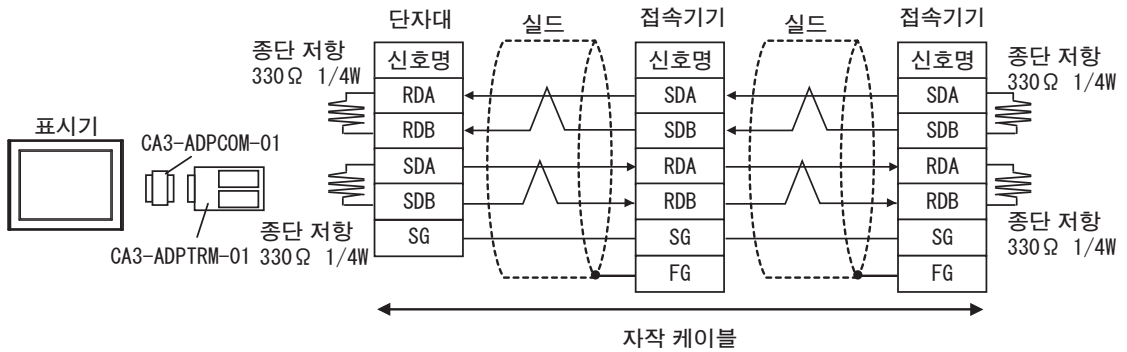 단자대
실드
접속기기
실드
접속기기
종단 저항
330Ω 1/4W
신호명
신호명
신호명
종단 저항
330Ω 1/4W
RDA
SDA
SDA
RDB
SDB
SDB
표시기
CA3-ADPCOM-01
SDA
RDA
RDA
SDB
RDB
RDB
종단 저항
330Ω 1/4W
CA3-ADPTRM-01
SG
SG
SG
종단 저항
330Ω 1/4W
FG
FG
자작 케이블